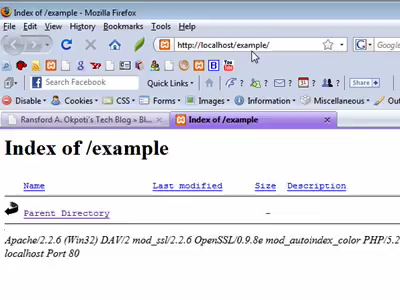 Index of /example - Mozilla Firefox
File Edit View History Bookmarks Tools Help
http://localhost/example/
Search Facebook Quick Links Share
Disable Cookies CSS Forms Images Information Miscellaneous
Ransford A. Okpoti's Tech Blog » Bl... Index of /example
Index of /example
Name Last modified Size Description
Parent Directory -
Apache/2.2.6 (Win32) DAV/2 mod_ssl/2.2.6 OpenSSL/0.9.8e mod_autoindex_color PHP/5.2
localhost Port 80